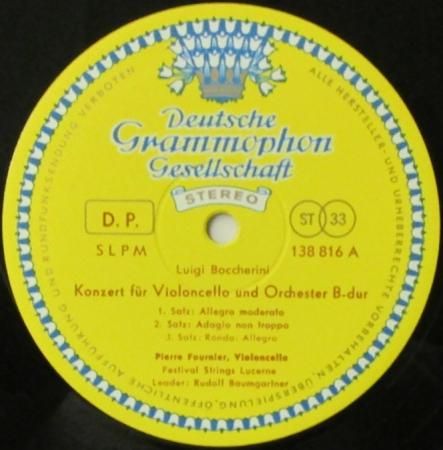 ALLE HERSTELLER- UND URHEBERRECHTE VORBEHALTEN, ÜBERSPIELUNG, ÖFFENTLICHE AUFFÜHRUNG UND RUNDFUNKSENDUNG VERBOTEN
Deutsche
Grammophon
Gesellschaft
STEREO
D. P. ST 33
SLPM 138 816 A
Luigi Boccherini
Konzert für Violoncello und Orchester B-dur
1. Satz: Allegro moderato
2. Satz: Adagio non troppo
3. Satz: Rondo: Allegro
Pierre Fournier, Violoncello
Festival Strings Lucerne
Leader: Rudolf Baumgartner